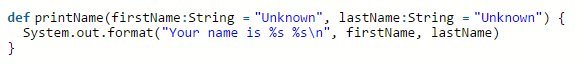 def printName(firstName:String = "Unknown", lastName:String = "Unknown") {
  System.out.format("Your name is %s %s\n", firstName, lastName)
}